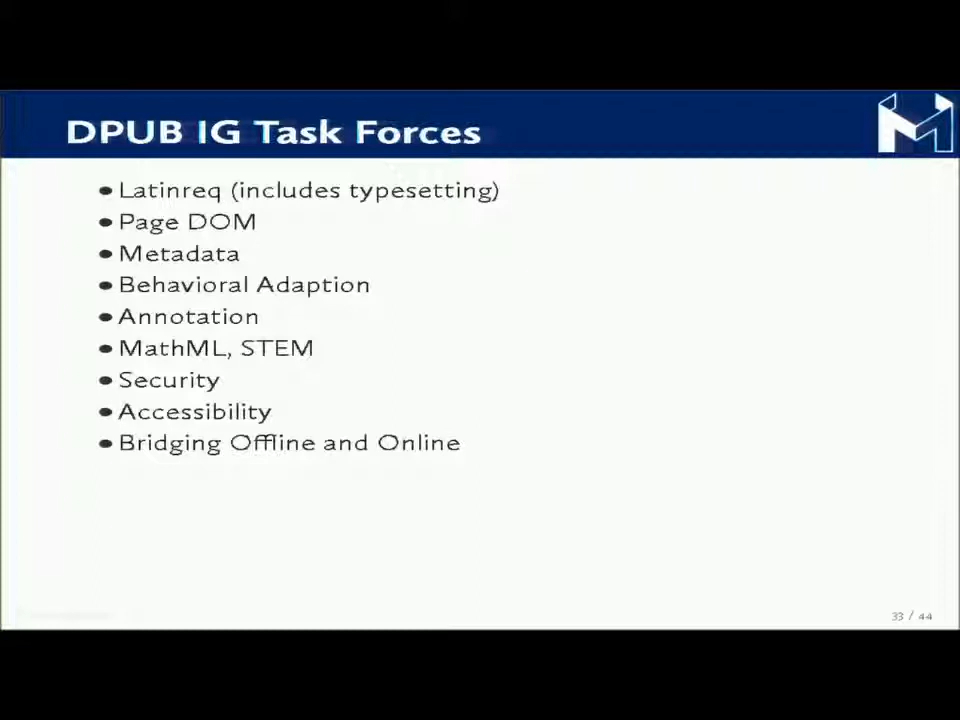 DPUB IG Task Forces
• Latinreq (includes typesetting)
• Page DOM
• Metadata
• Behavioral Adaption
• Annotation
• MathML, STEM
• Security
• Accessibility
• Bridging Offline and Online
33 / 44